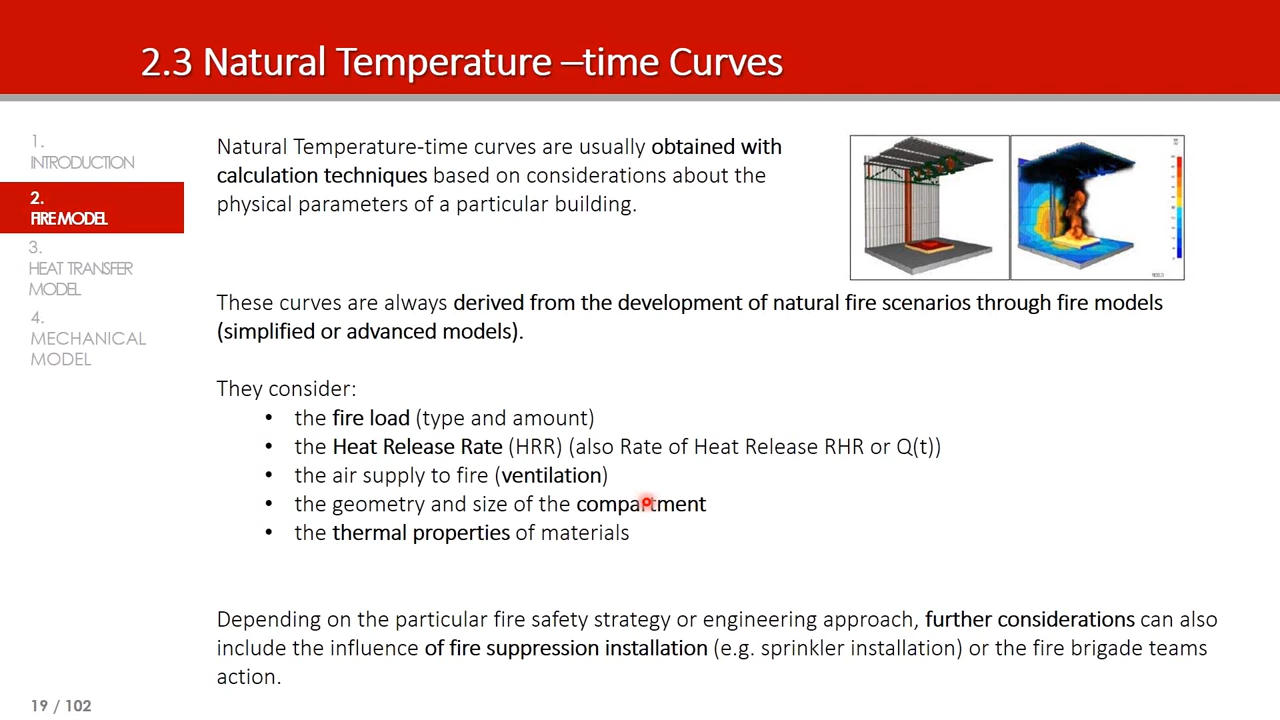 2.3 Natural Temperature –time Curves
1.
INTRODUCTION
2.
FIRE MODEL
3.
HEAT TRANSFER
MODEL
4.
MECHANICAL
MODEL
Natural Temperature-time curves are usually obtained with
calculation techniques based on considerations about the
physical parameters of a particular building.
These curves are always derived from the development of natural fire scenarios through fire models
(simplified or advanced models).
They consider:
• the fire load (type and amount)
• the Heat Release Rate (HRR) (also Rate of Heat Release RHR or Q(t))
• the air supply to fire (ventilation)
• the geometry and size of the compartment
• the thermal properties of materials
Depending on the particular fire safety strategy or engineering approach, further considerations can also
include the influence of fire suppression installation (e.g. sprinkler installation) or the fire brigade teams
action.
19 / 102